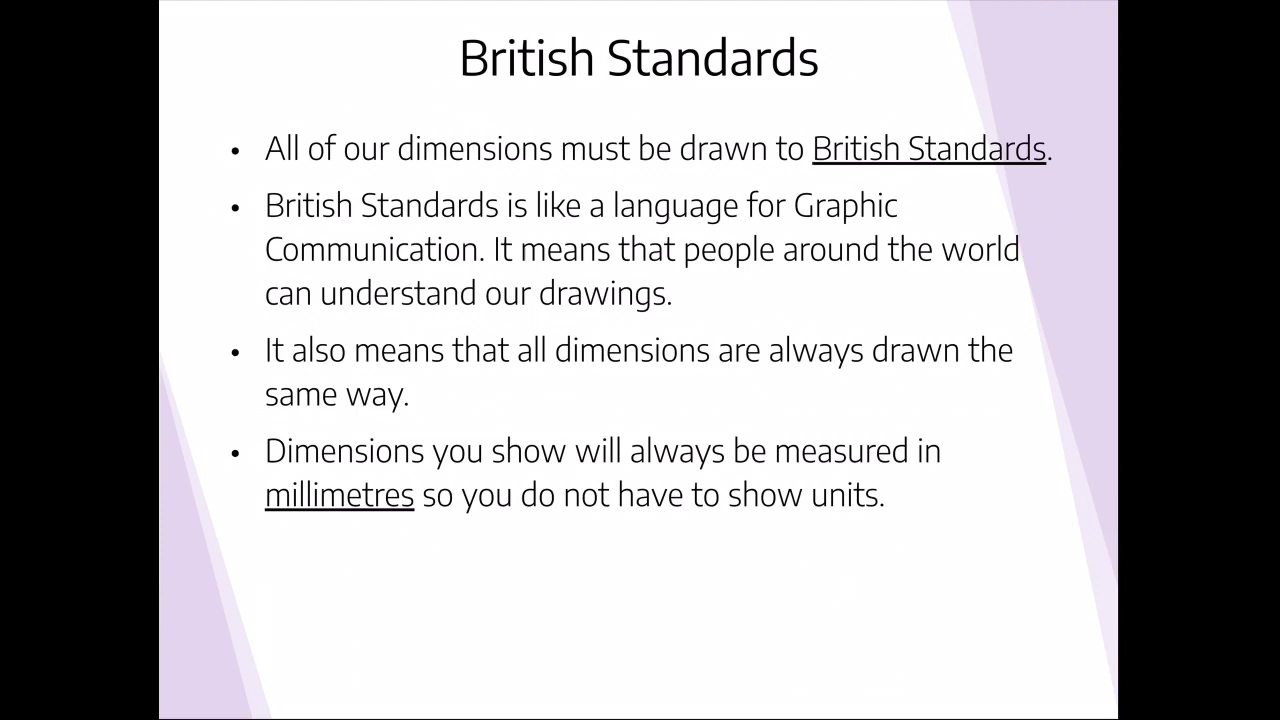 British Standards
• All of our dimensions must be drawn to British Standards.
• British Standards is like a language for Graphic
Communication. It means that people around the world
can understand our drawings.
• It also means that all dimensions are always drawn the
same way.
• Dimensions you show will always be measured in
millimetres so you do not have to show units.